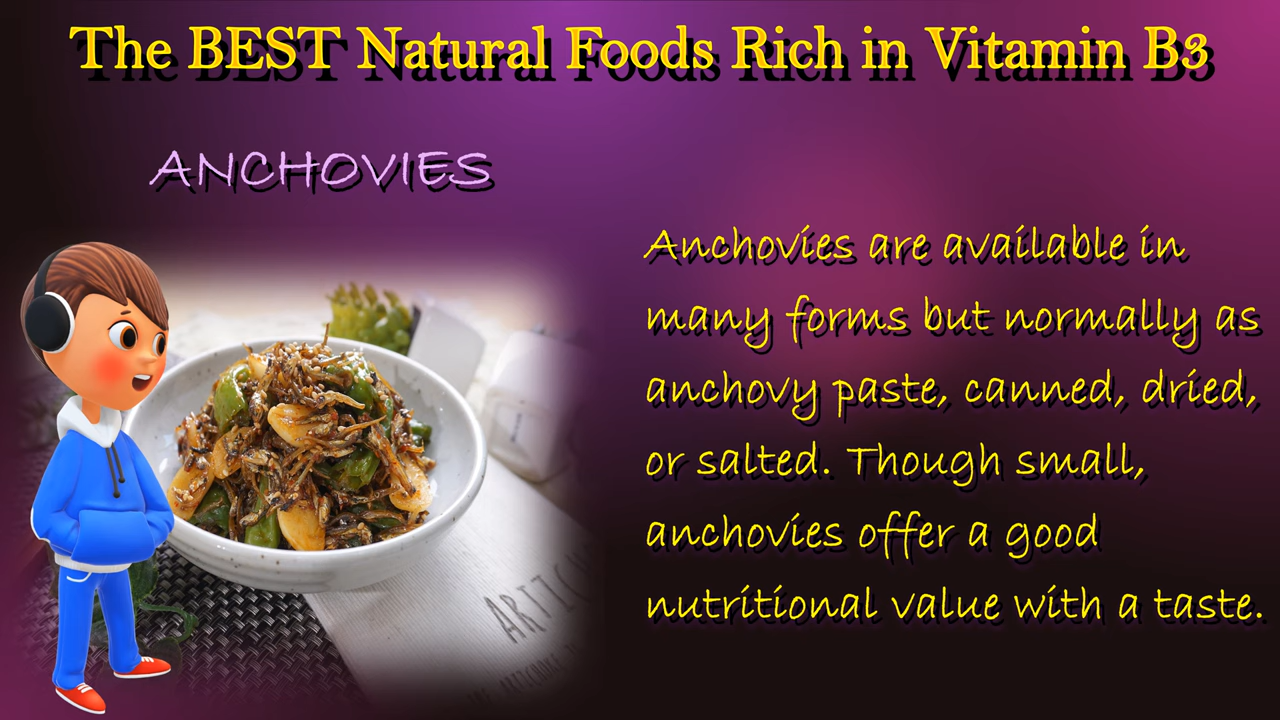 The BEST Natural Foods Rich in Vitamin B3
ANCHOVIES
Anchovies are available in
many forms but normally as
anchovy paste, canned, dried,
or salted. Though small,
anchovies offer a good
nutritional value with a taste.